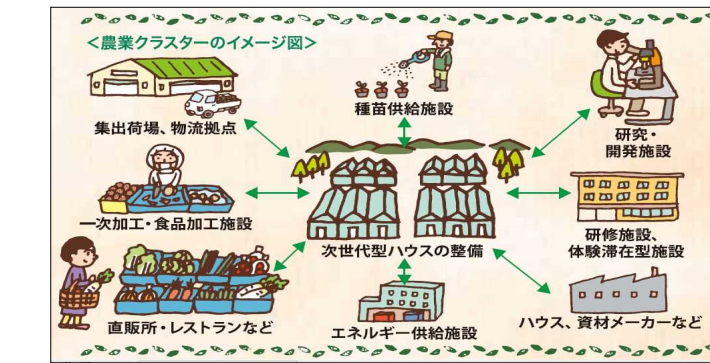 ＜農業クラスターのイメージ図＞
種苗供給施設
集出荷場、物流拠点
研究・
開発施設
一次加工・食品加工施設
次世代型ハウスの整備
研修施設、
体験滞在型施設
直販所・レストランなど
エネルギー供給施設
ハウス、資材メーカーなど